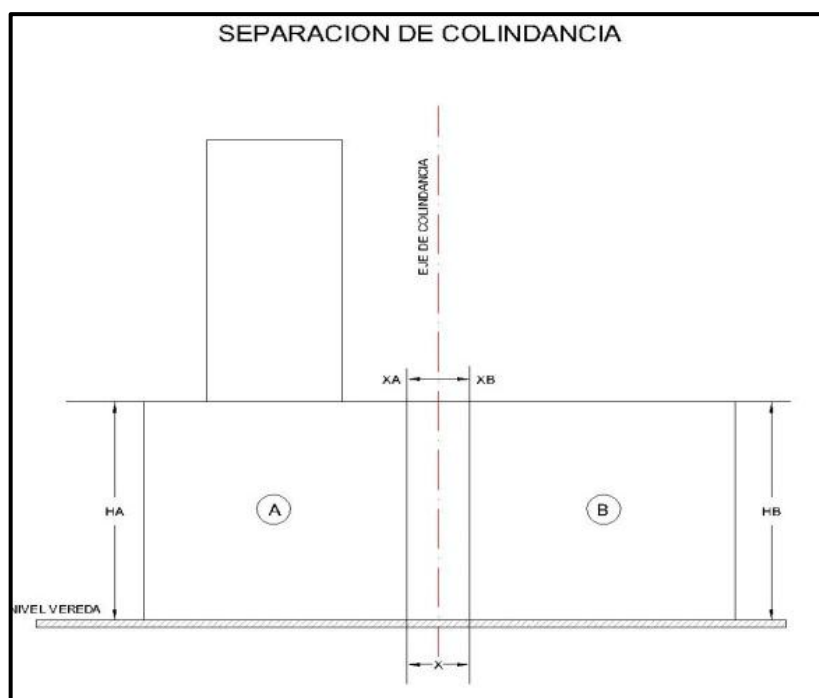 SEPARACION DE COLINDANCIA
EJE DE COLINDANCIA
XA
XB
HA
A
B
HB
NIVEL VEREDA
X